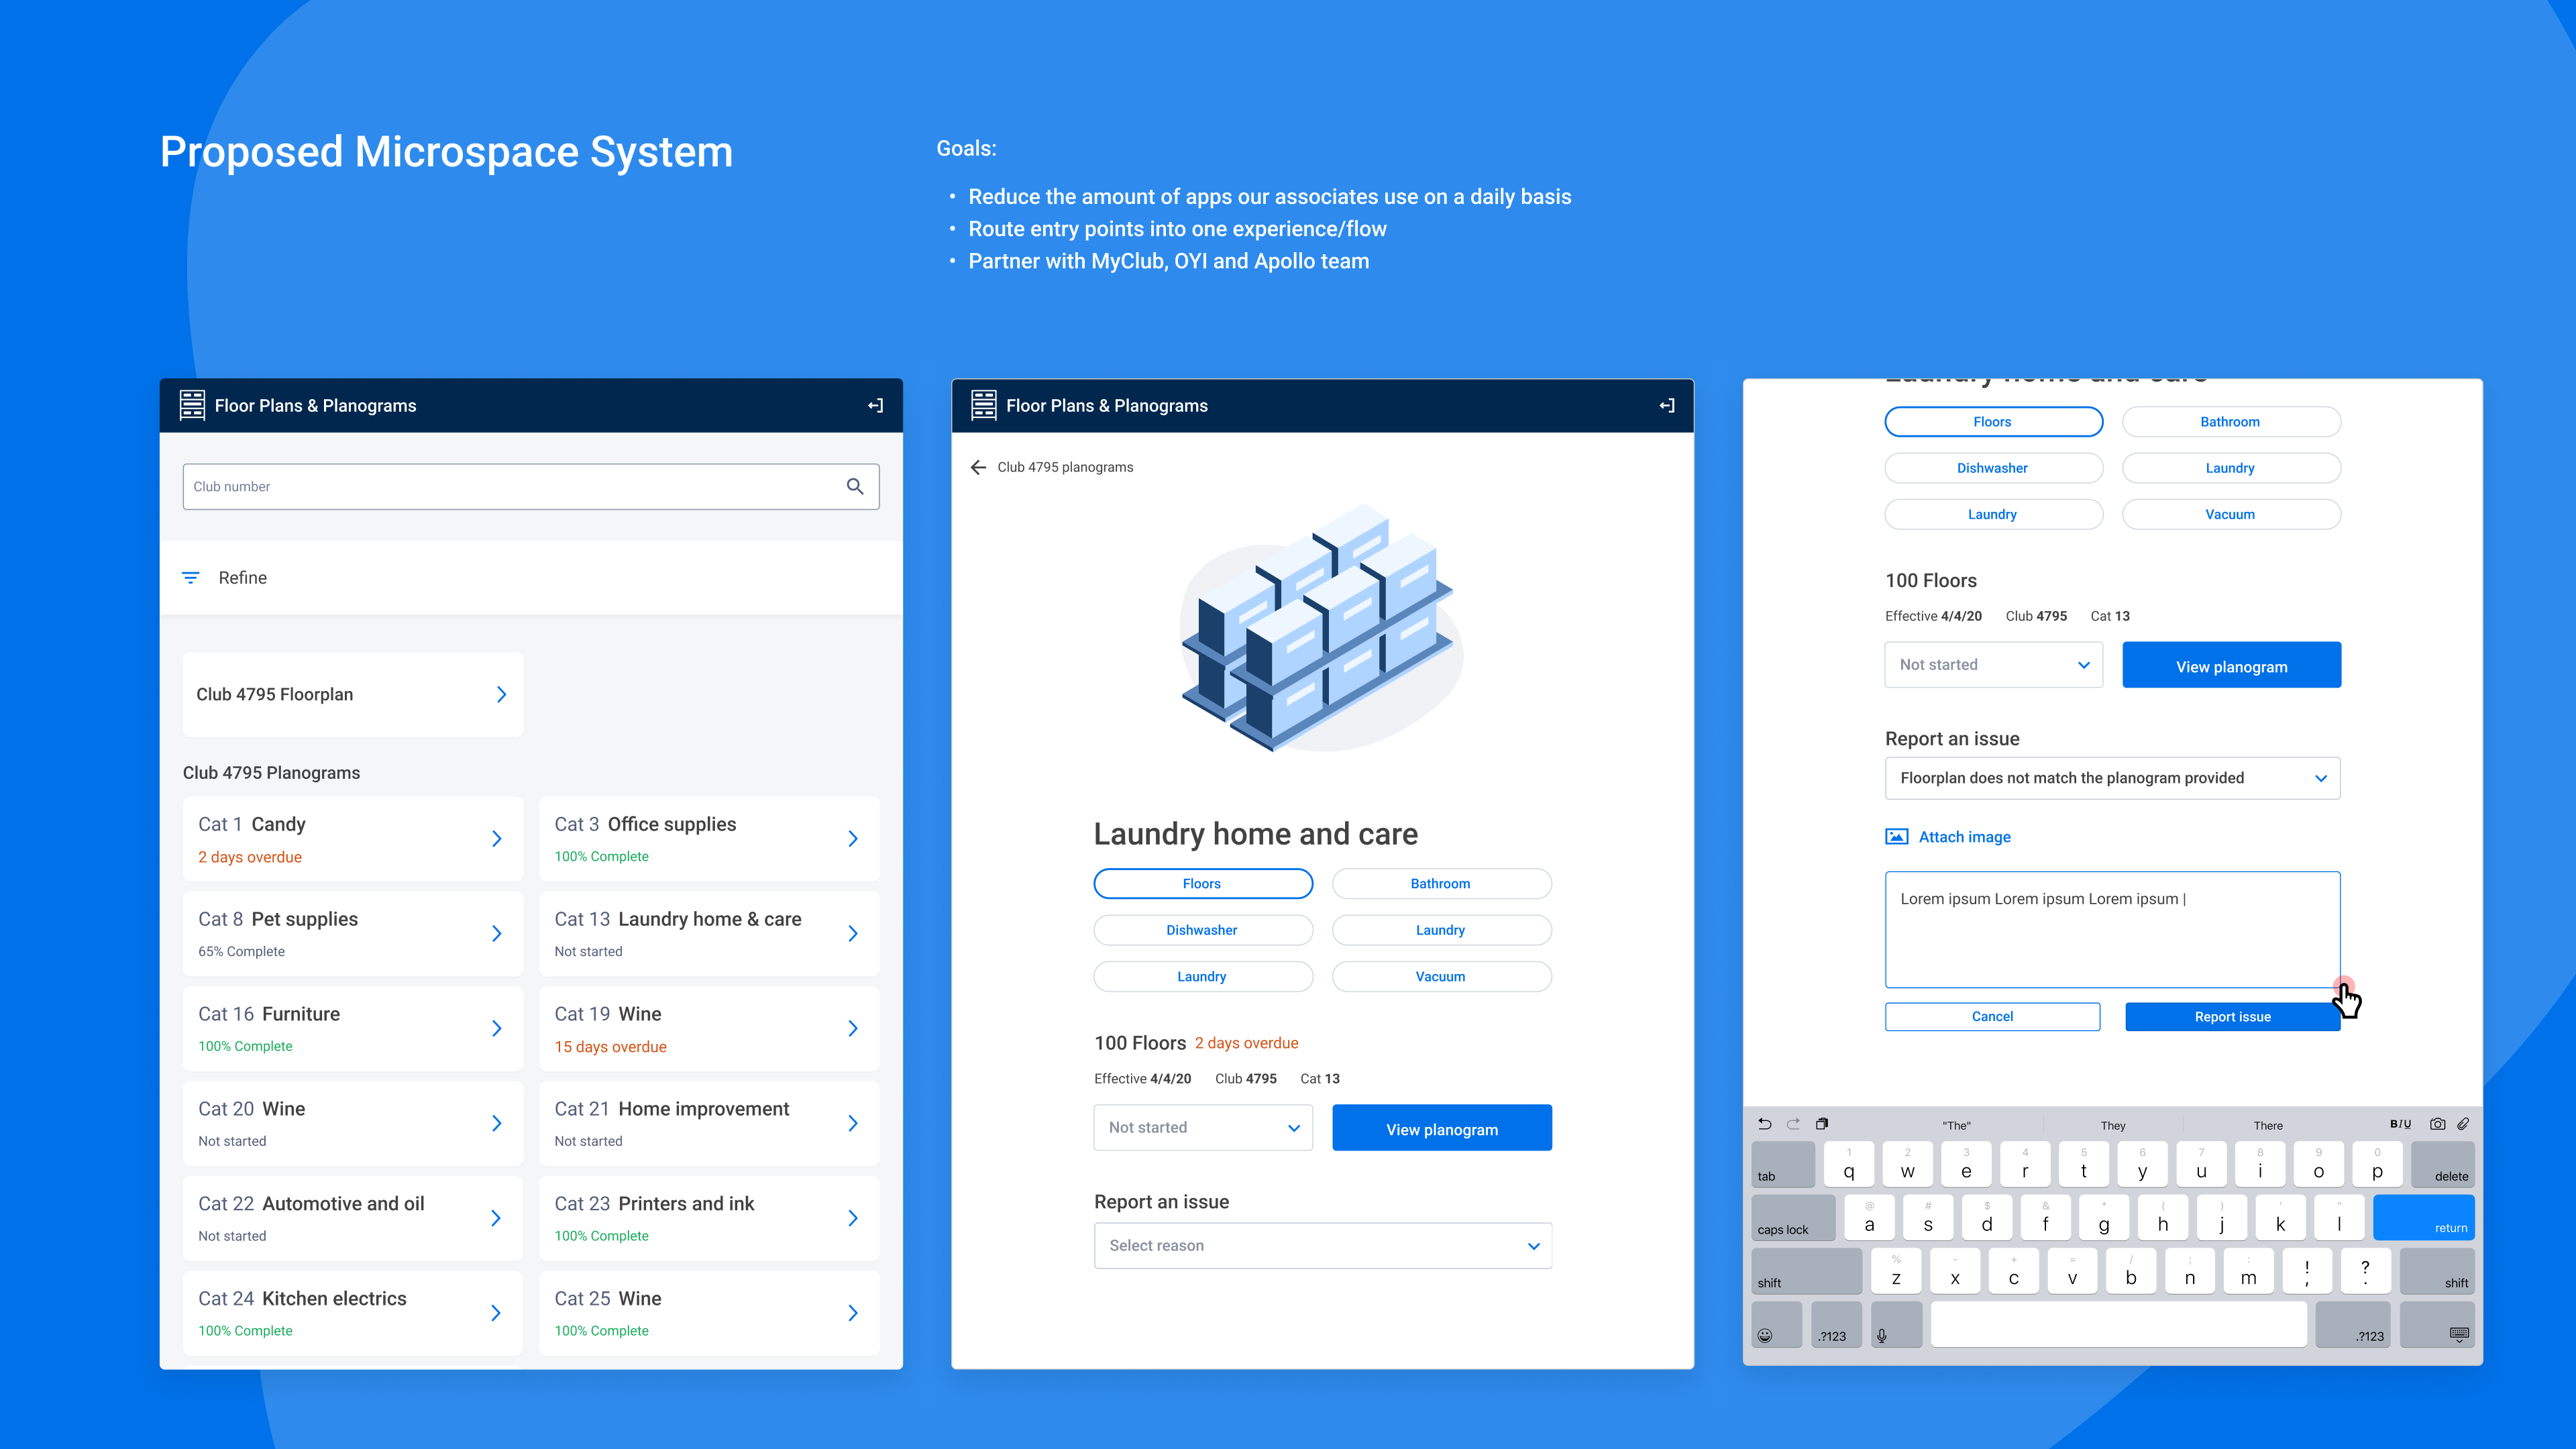 Proposed Microspace System
Goals:
• Reduce the amount of apps our associates use on a daily basis
• Route entry points into one experience/flow
• Partner with MyClub, OYI and Apollo team
Floor Plans & Planograms
Club number
Refine
Club 4795 Floorplan
Club 4795 Planograms
Cat 1 Candy
2 days overdue
Cat 3 Office supplies
100% Complete
Cat 8 Pet supplies
65% Complete
Cat 13 Laundry home & care
Not started
Cat 16 Furniture
100% Complete
Cat 19 Wine
15 days overdue
Cat 20 Wine
Not started
Cat 21 Home improvement
Not started
Cat 22 Automotive and oil
Not started
Cat 23 Printers and ink
100% Complete
Cat 24 Kitchen electrics
100% Complete
Cat 25 Wine
100% Complete
Floor Plans & Planograms
Club 4795 planograms
Laundry home and care
Floors
Bathroom
Dishwasher
Laundry
Laundry
Vacuum
100 Floors 2 days overdue
Effective 4/4/20 Club 4795 Cat 13
Not started
View planogram
Report an issue
Select reason
Laundry home and care
Floors
Bathroom
Dishwasher
Laundry
Laundry
Vacuum
100 Floors
Effective 4/4/20 Club 4795 Cat 13
Not started
View planogram
Report an issue
Floorplan does not match the planogram provided
Attach image
Lorem ipsum Lorem ipsum Lorem ipsum |
Cancel
Report issue
"The" They There BIU
1 2 3 4 5 6 7 8 9 0
tab q w e r t y u i o p delete
@ # $ & * ( ) ' "
caps lock a s d f g h j k l return
% - + = / ; : ! ?
shift z x c v b n m , . shift
.?123 .?123